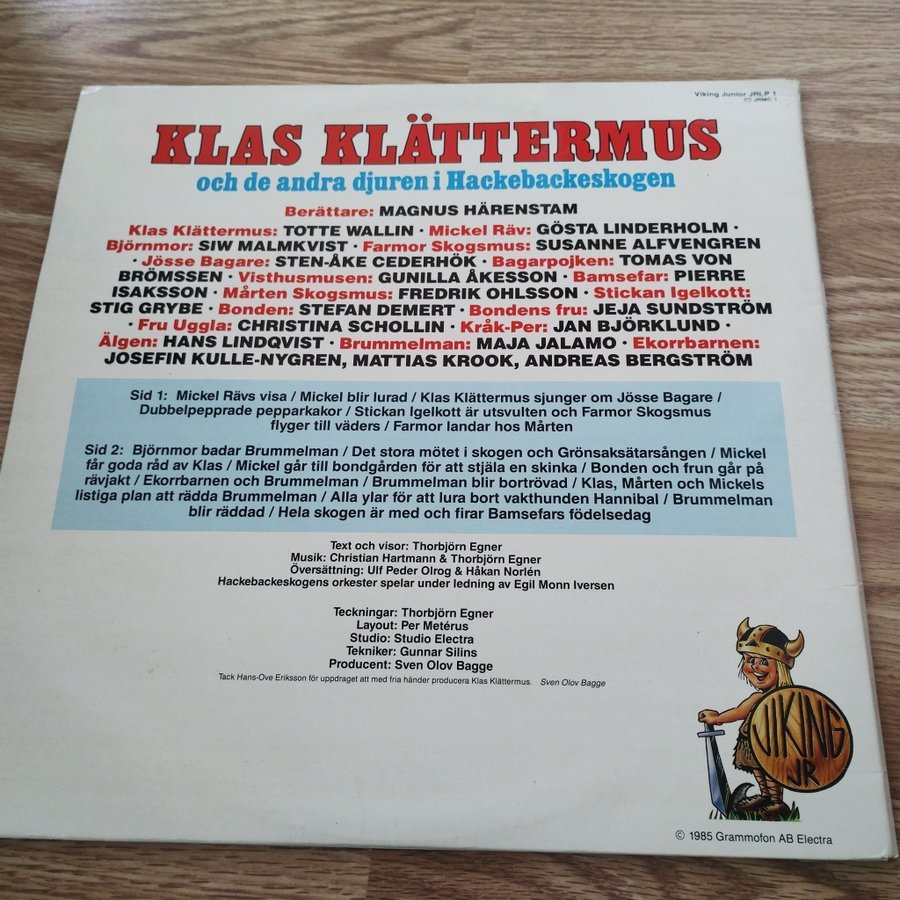 Viking Junior JRLP 1
JRMC 1
KLAS KLÄTTERMUS
och de andra djuren i Hackebackeskogen
Berättare: MAGNUS HÄRENSTAM
Klas Klättermus: TOTTE WALLIN · Mickel Räv: GÖSTA LINDERHOLM ·
Björnmor: SIW MALMKVIST · Farmor Skogsmus: SUSANNE ALFVENGREN
· Jösse Bagare: STEN-ÅKE CEDERHÖK · Bagarpojken: TOMAS VON
BRÖMSSEN · Visthusmusen: GUNILLA ÅKESSON · Bamsefar: PIERRE
ISAKSSON · Mårten Skogsmus: FREDRIK OHLSSON · Stickan Igelkott:
STIG GRYBE · Bonden: STEFAN DEMERT · Bondens fru: JEJA SUNDSTRÖM
· Fru Uggla: CHRISTINA SCHOLLIN · Kråk-Per: JAN BJÖRKLUND ·
Älgen: HANS LINDQVIST · Brummelman: MAJA JALAMO · Ekorrbarnen:
JOSEFIN KULLE-NYGREN, MATTIAS KROOK, ANDREAS BERGSTRÖM
Sid 1: Mickel Rävs visa / Mickel blir lurad / Klas Klättermus sjunger om Jösse Bagare /
Dubbelpepprade pepparkakor / Stickan Igelkott är utsvulten och Farmor Skogsmus
flyger till väders / Farmor landar hos Mårten
Sid 2: Björnmor badar Brummelman / Det stora mötet i skogen och Grönsaksätarsången / Mickel
får goda råd av Klas / Mickel går till bondgården för att stjäla en skinka / Bonden och frun går på
rävjakt / Ekorrbarnen och Brummelman / Brummelman blir bortrövad / Klas, Mårten och Mickels
listiga plan att rädda Brummelman / Alla ylar för att lura bort vakthunden Hannibal / Brummelman
blir räddad / Hela skogen är med och firar Bamsefars födelsedag
Text och visor: Thorbjörn Egner
Musik: Christian Hartmann & Thorbjörn Egner
Översättning: Ulf Peder Olrog & Håkan Norlén
Hackebackeskogens orkester spelar under ledning av Egil Monn Iversen
Teckningar: Thorbjörn Egner
Layout: Per Metérus
Studio: Studio Electra
Tekniker: Gunnar Silins
Producent: Sven Olov Bagge
Tack Hans-Ove Eriksson för uppdraget att med fria händer producera Klas Klättermus. Sven Olov Bagge
VIKING
JR
© 1985 Grammofon AB Electra